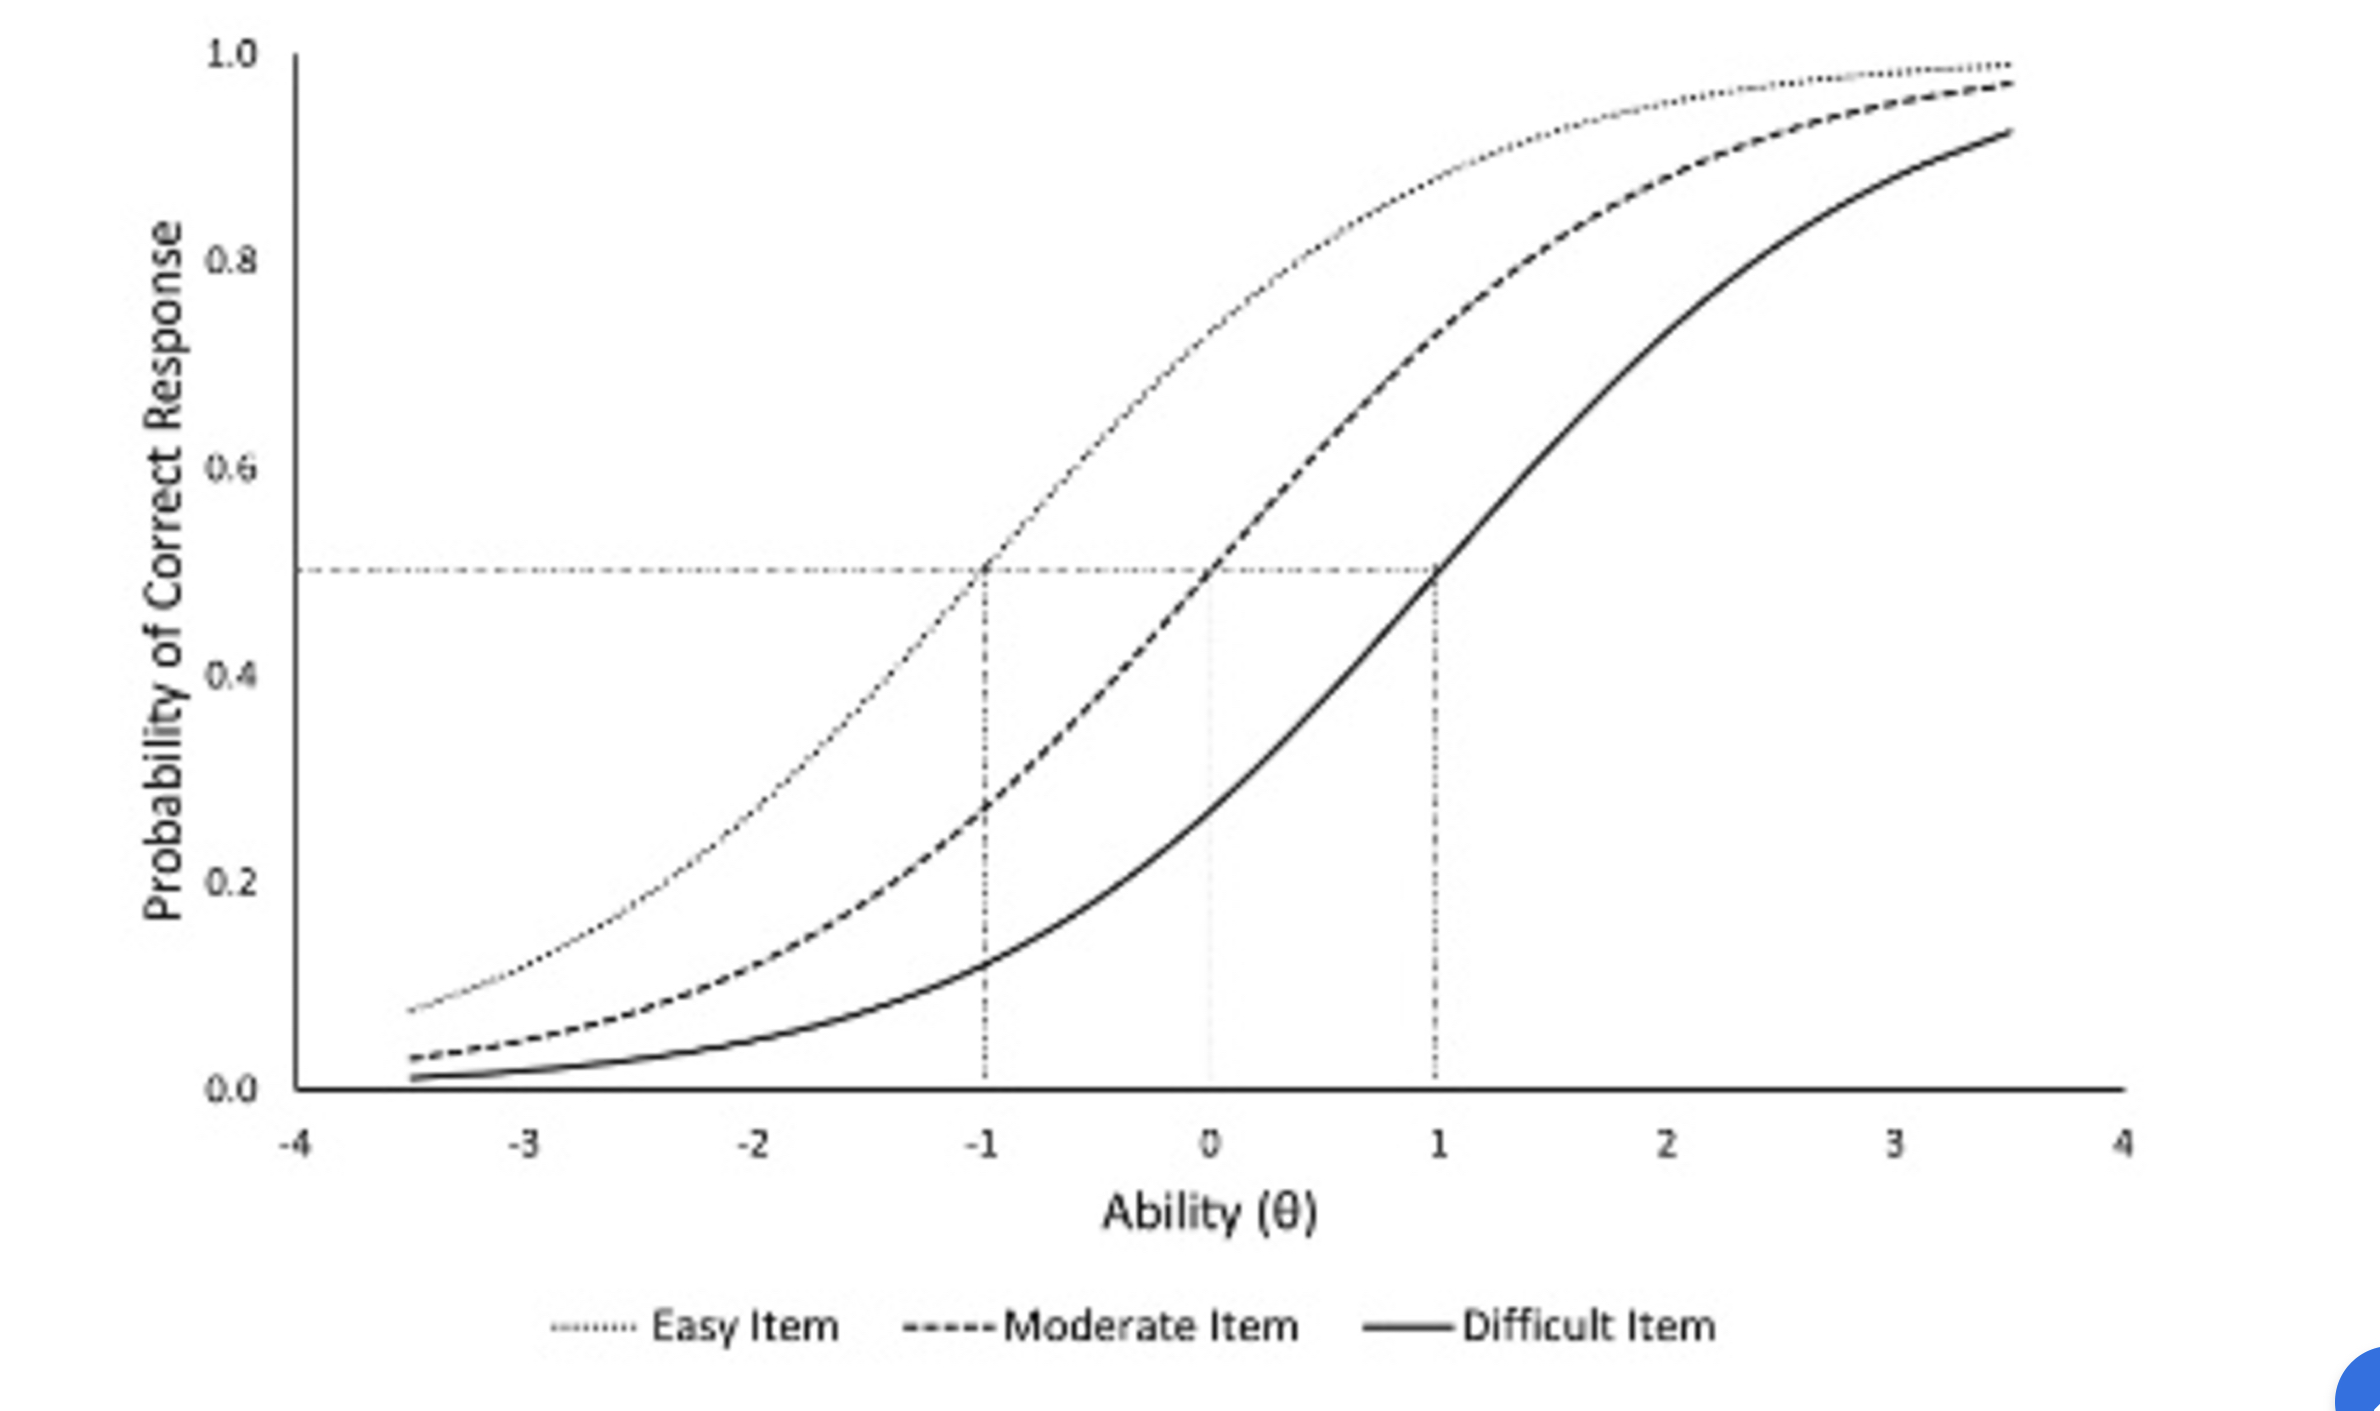 1.0
0.8
0.6
0.4
0.2
0.0
Probability of Correct Response
-4 -3 -2 -1 0 1 2 3 4
Ability (θ)
Easy Item Moderate Item Difficult Item